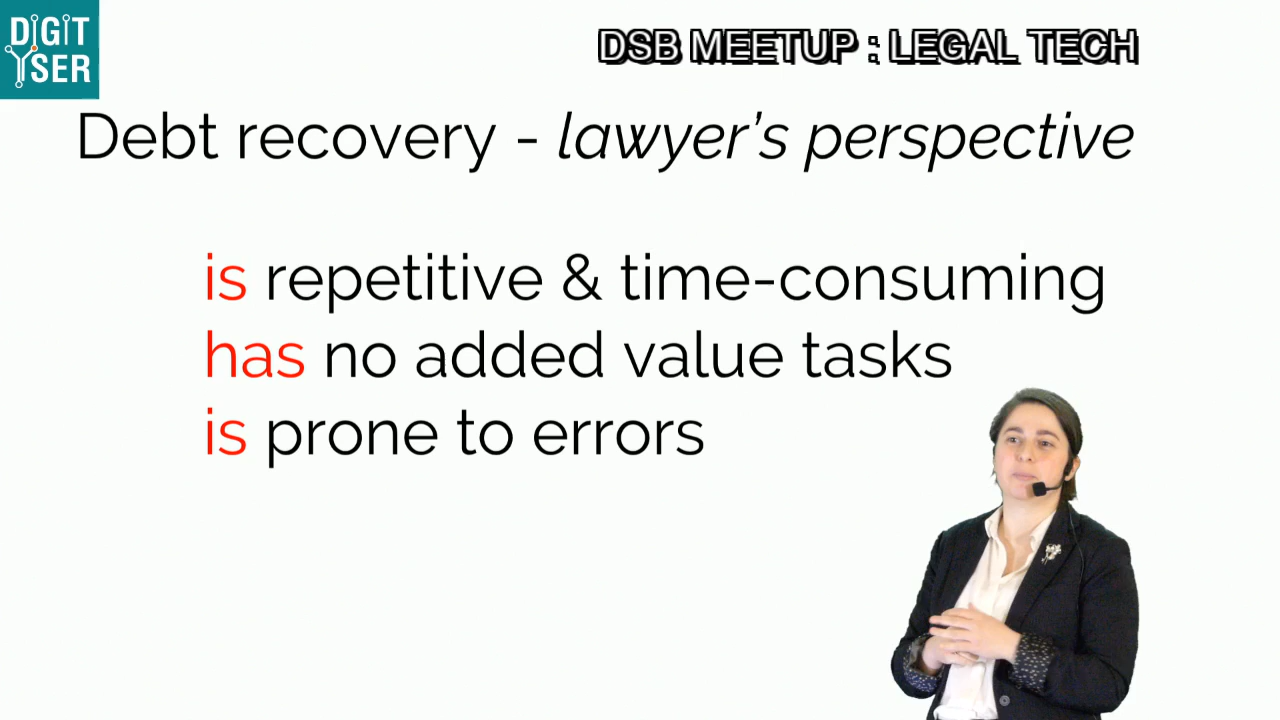 DIGIT
YSER
DSB MEETUP : LEGAL TECH
Debt recovery - lawyer's perspective
is repetitive & time-consuming
has no added value tasks
is prone to errors